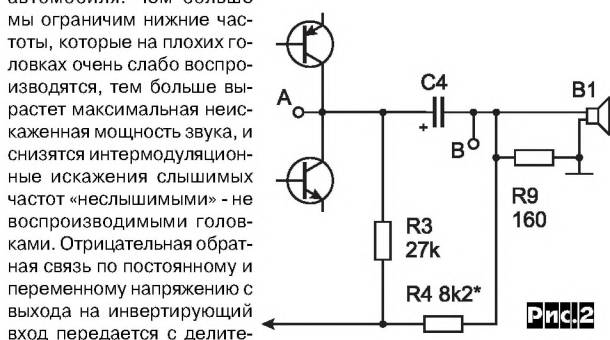 автомобиля. Чем больше
мы ограничим нижние час-
тоты, которые на плохих го-
ловках очень слабо воспро-
изводятся, тем больше вы-
растет максимальная неис-
каженная мощность звука, и
снизятся интермодуляцион-
ные искажения слышимых
частот «неслышимыми» - не
воспроизводимыми голов-
ками. Отрицательная обрат-
ная связь по постоянному и
переменному напряжению с
выхода на инвертирующий
вход передается с делите-
A
C4
+
B
B1
R9
160
R3
27k
R4 8k2*
Рис.2